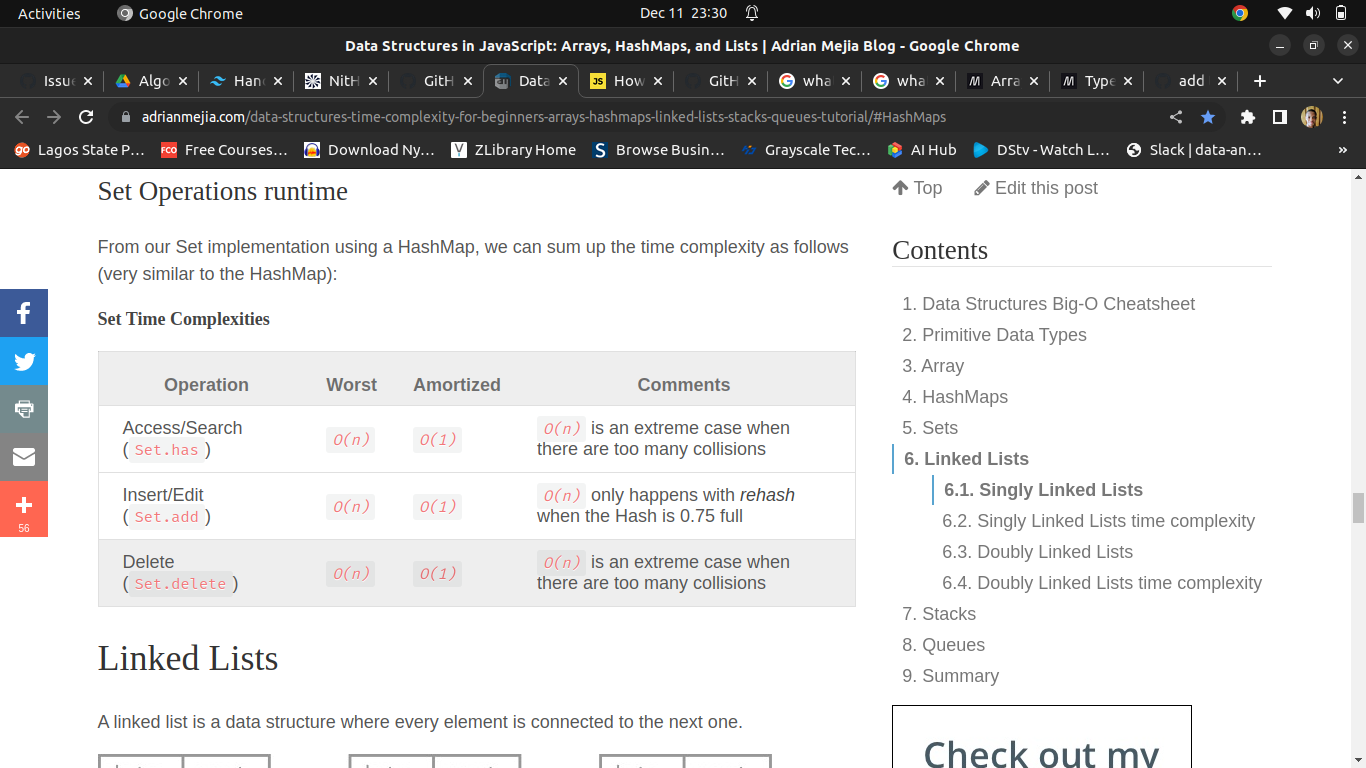 Activities
Google Chrome
Dec 11 23:30
Data Structures in JavaScript: Arrays, HashMaps, and Lists | Adrian Mejia Blog - Google Chrome
Issue
Algo
Hand
NitH
GitH
Data
JS
How
GitH
wha
wha
M
Arra
M
Type
add
adrianmejia.com/data-structures-time-complexity-for-beginners-arrays-hashmaps-linked-lists-stacks-queues-tutorial/#HashMaps
go
Lagos State P...
FCO
Free Courses...
Download Ny...
ZLibrary Home
S
Browse Busin...
Grayscale Tec...
AI Hub
DStv - Watch L...
Slack | data-an...
»
Set Operations runtime
From our Set implementation using a HashMap, we can sum up the time complexity as follows
(very similar to the HashMap):
Set Time Complexities
Operation Worst Amortized Comments
Access/Search
(Set.has)
O(n)
O(1)
O(n) is an extreme case when
there are too many collisions
Insert/Edit
(Set.add)
O(n)
O(1)
O(n) only happens with rehash
when the Hash is 0.75 full
Delete
(Set.delete)
O(n)
O(1)
O(n) is an extreme case when
there are too many collisions
Linked Lists
A linked list is a data structure where every element is connected to the next one.
56
Top
Edit this post
Contents
1. Data Structures Big-O Cheatsheet
2. Primitive Data Types
3. Array
4. HashMaps
5. Sets
6. Linked Lists
6.1. Singly Linked Lists
6.2. Singly Linked Lists time complexity
6.3. Doubly Linked Lists
6.4. Doubly Linked Lists time complexity
7. Stacks
8. Queues
9. Summary
Check out my